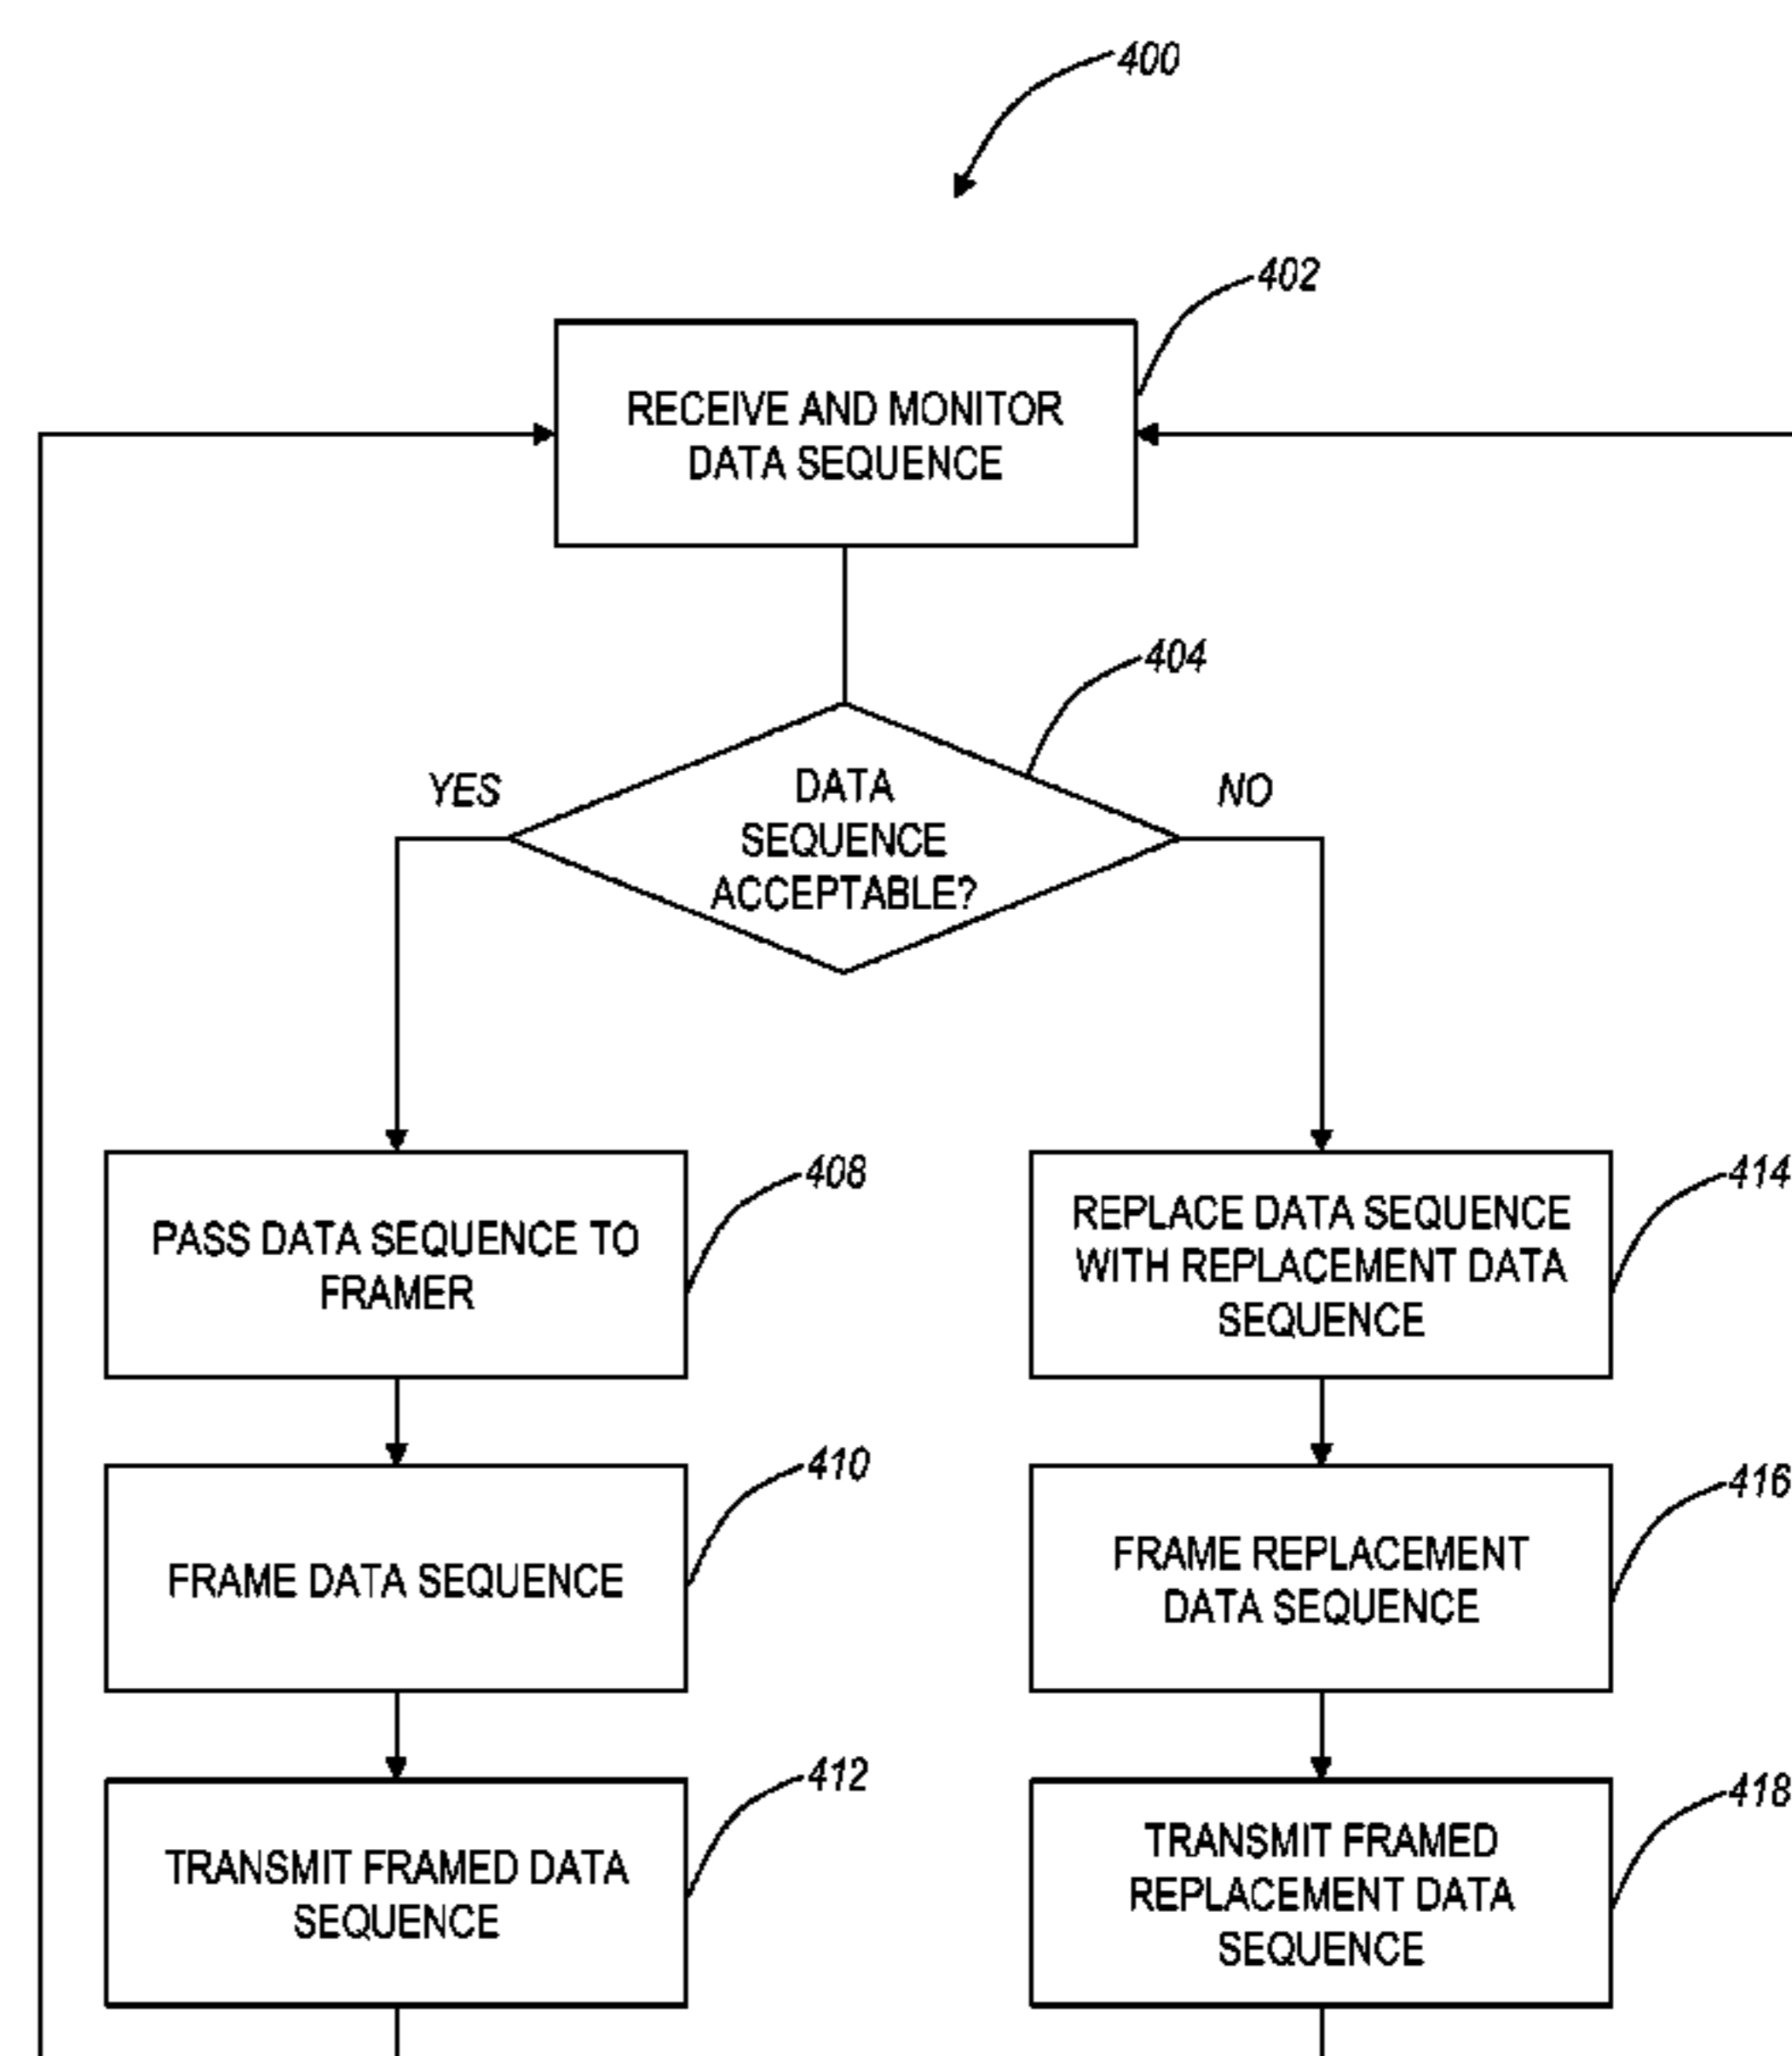 400
402
RECEIVE AND MONITOR
DATA SEQUENCE
404
YES
DATA
SEQUENCE
ACCEPTABLE?
NO
408
PASS DATA SEQUENCE TO
FRAMER
414
REPLACE DATA SEQUENCE
WITH REPLACEMENT DATA
SEQUENCE
410
FRAME DATA SEQUENCE
416
FRAME REPLACEMENT
DATA SEQUENCE
412
TRANSMIT FRAMED DATA
SEQUENCE
418
TRANSMIT FRAMED
REPLACEMENT DATA
SEQUENCE